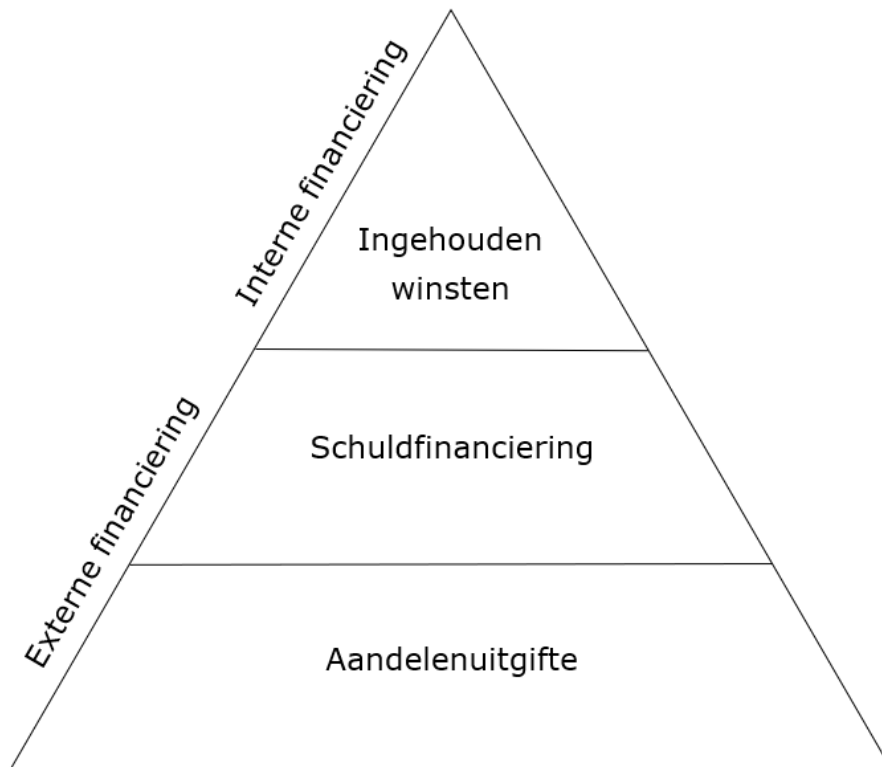 Interne financiering
Ingehouden
winsten
Externe financiering
Schuldfinanciering
Aandelenuitgifte